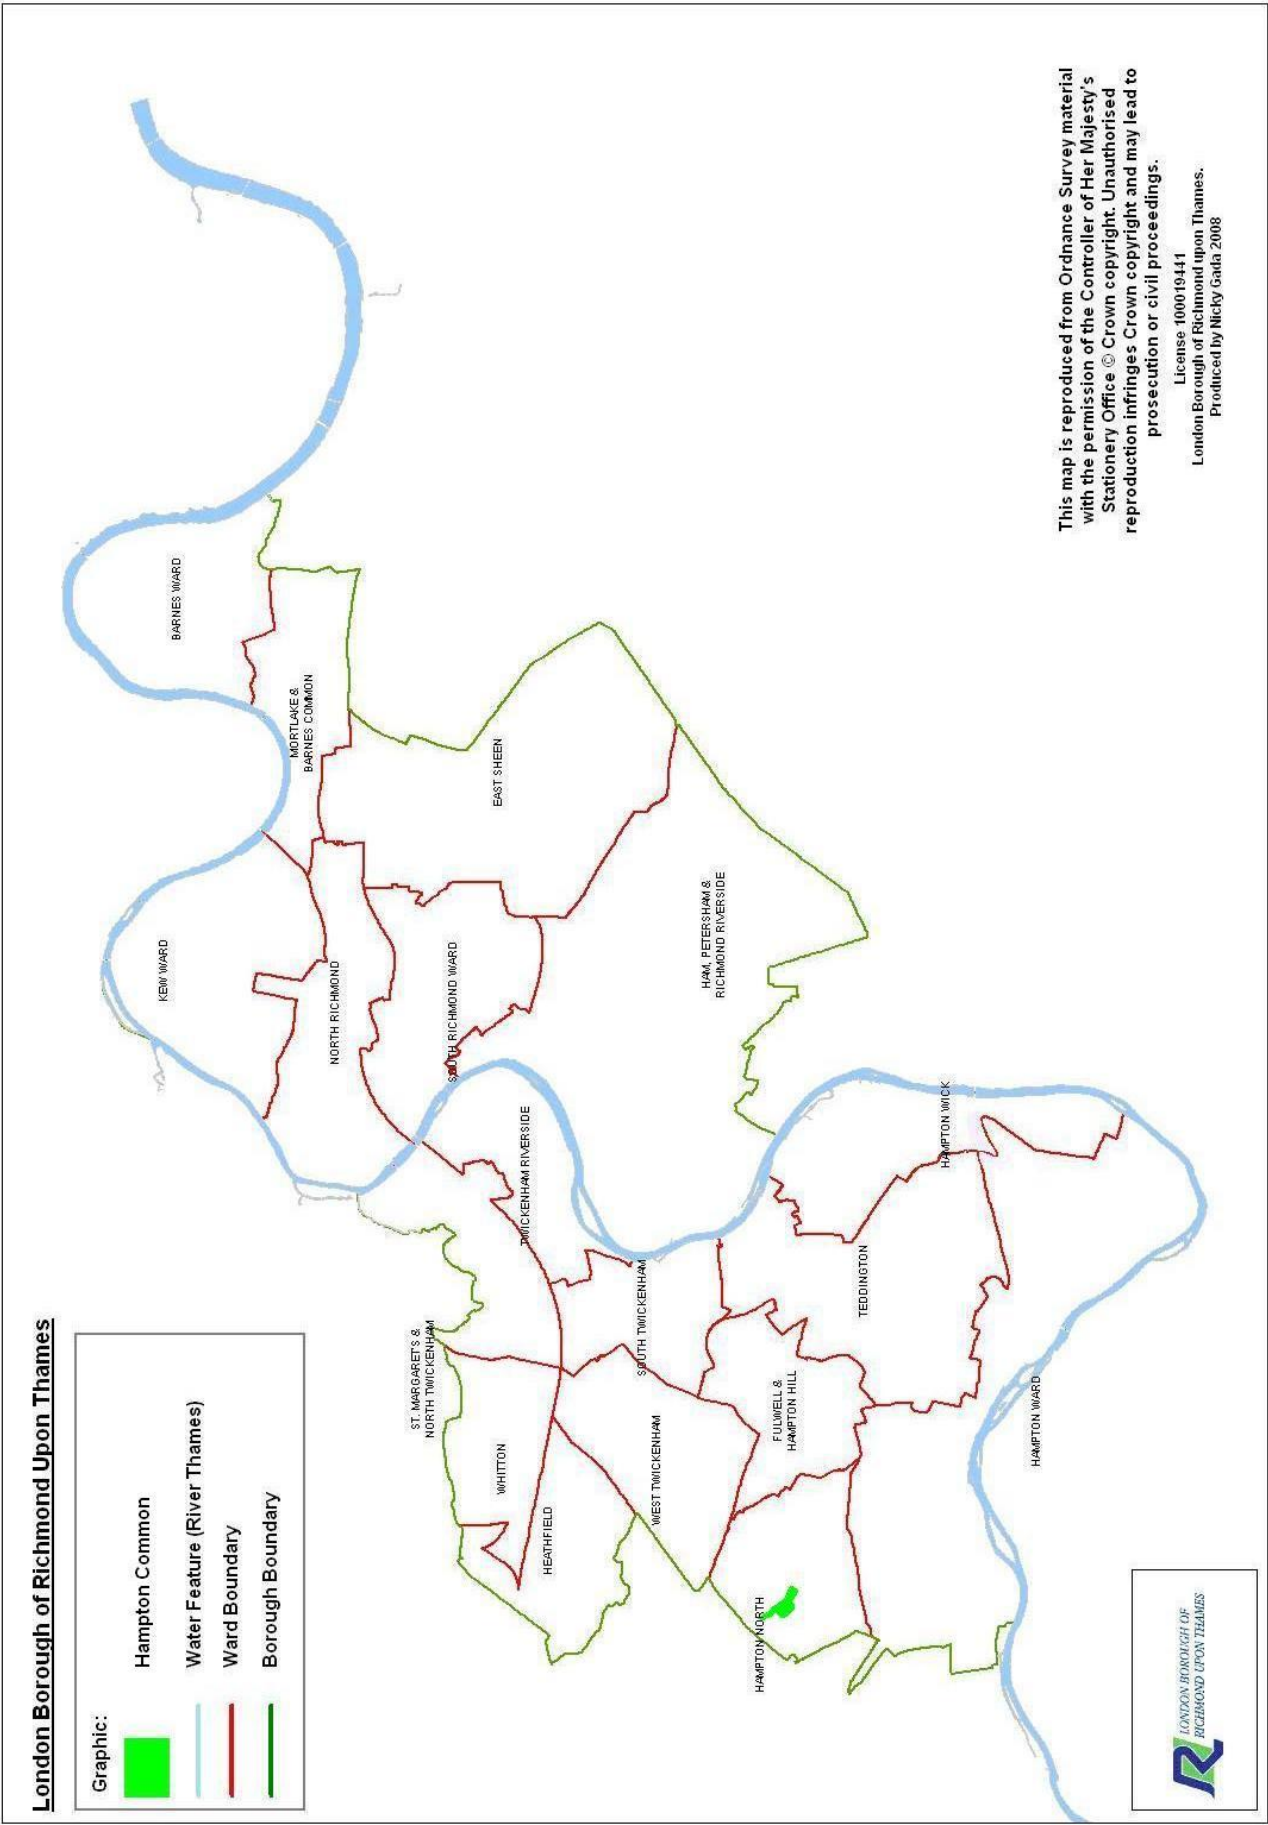 London Borough of Richmond Upon Thames
Graphic:
Hampton Common
Water Feature (River Thames)
Ward Boundary
Borough Boundary
BARNES WARD
KEW WARD
MORTLAKE &
BARNES COMMON
NORTH RICHMOND
ST. MARGARETS &
NORTH TWICKENHAM
SOUTH RICHMOND WARD
EAST SHEEN
WHITTON
TWICKENHAM RIVERSIDE
HEATHFIELD
WEST TWICKENHAM
SOUTH TWICKENHAM
HAM, PETERSHAM &
RICHMOND RIVERSIDE
HAMPTON NORTH
FULWELL &
HAMPTON HILL
TEDDINGTON
HAMPTON WICK
HAMPTON WARD
This map is reproduced from Ordnance Survey material
with the permission of the Controller of Her Majesty's
Stationery Office © Crown copyright. Unauthorised
reproduction infringes Crown copyright and may lead to
prosecution or civil proceedings.
License 100019441
London Borough of Richmond upon Thames.
Produced by Nicky Gada 2008
LONDON BOROUGH OF
RICHMOND UPON THAMES